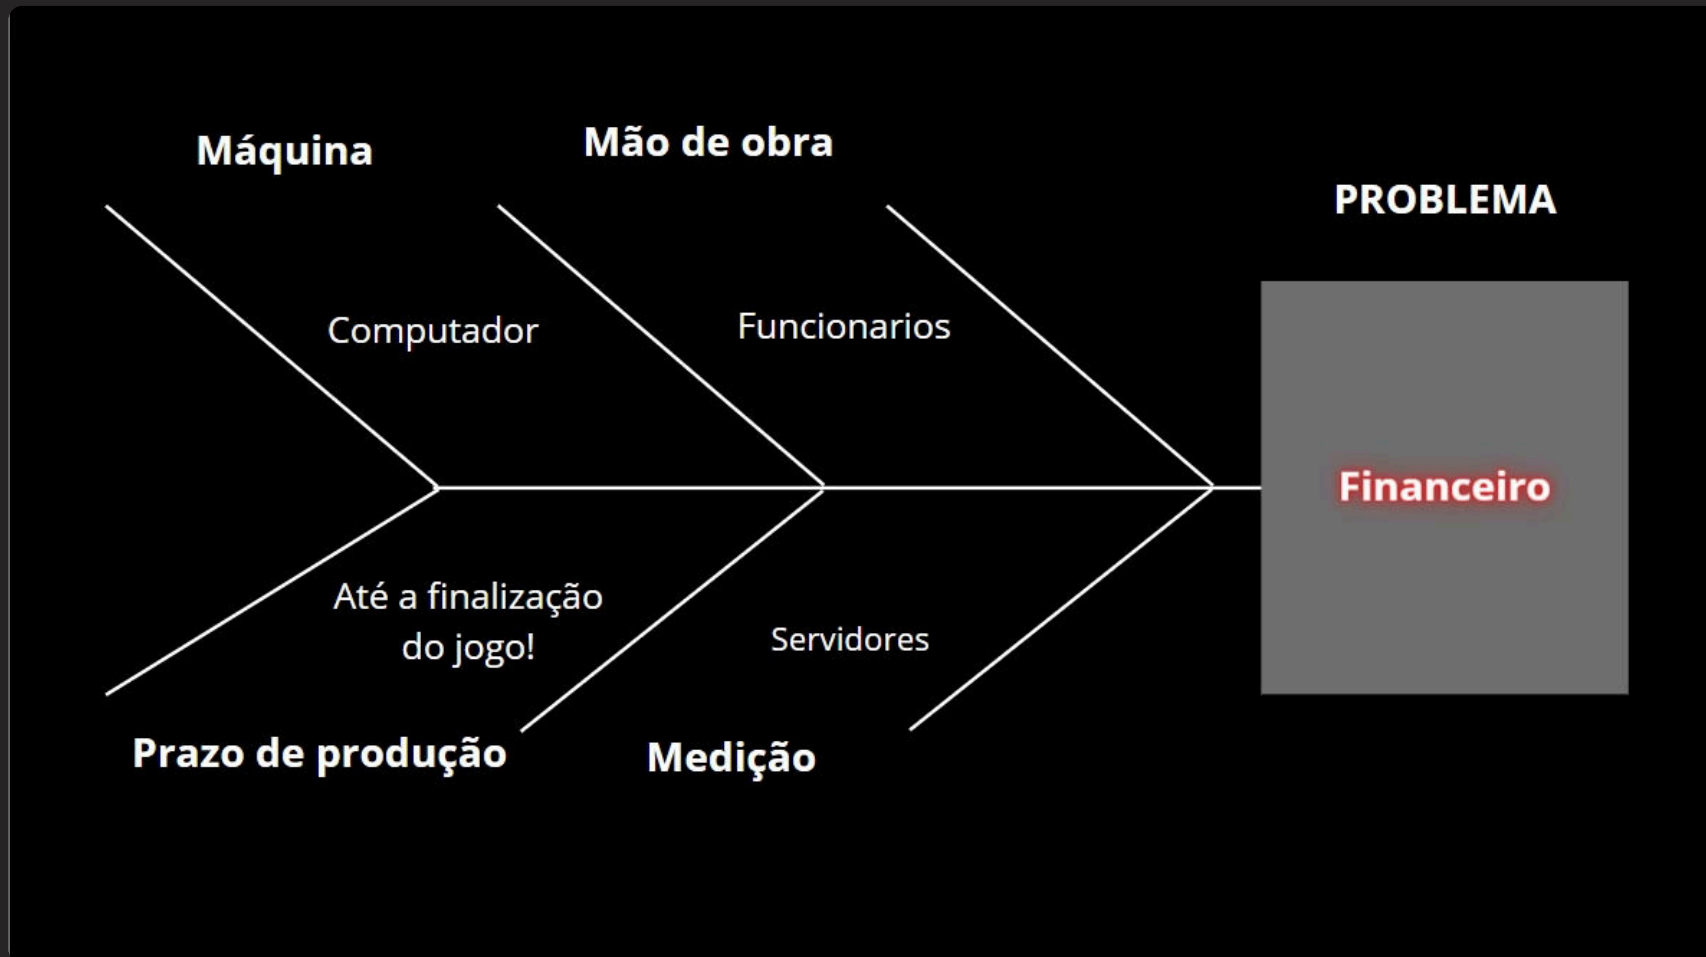 Máquina
Mão de obra
PROBLEMA
Computador
Funcionarios
Financeiro
Até a finalização
do jogo!
Servidores
Prazo de produção
Medição